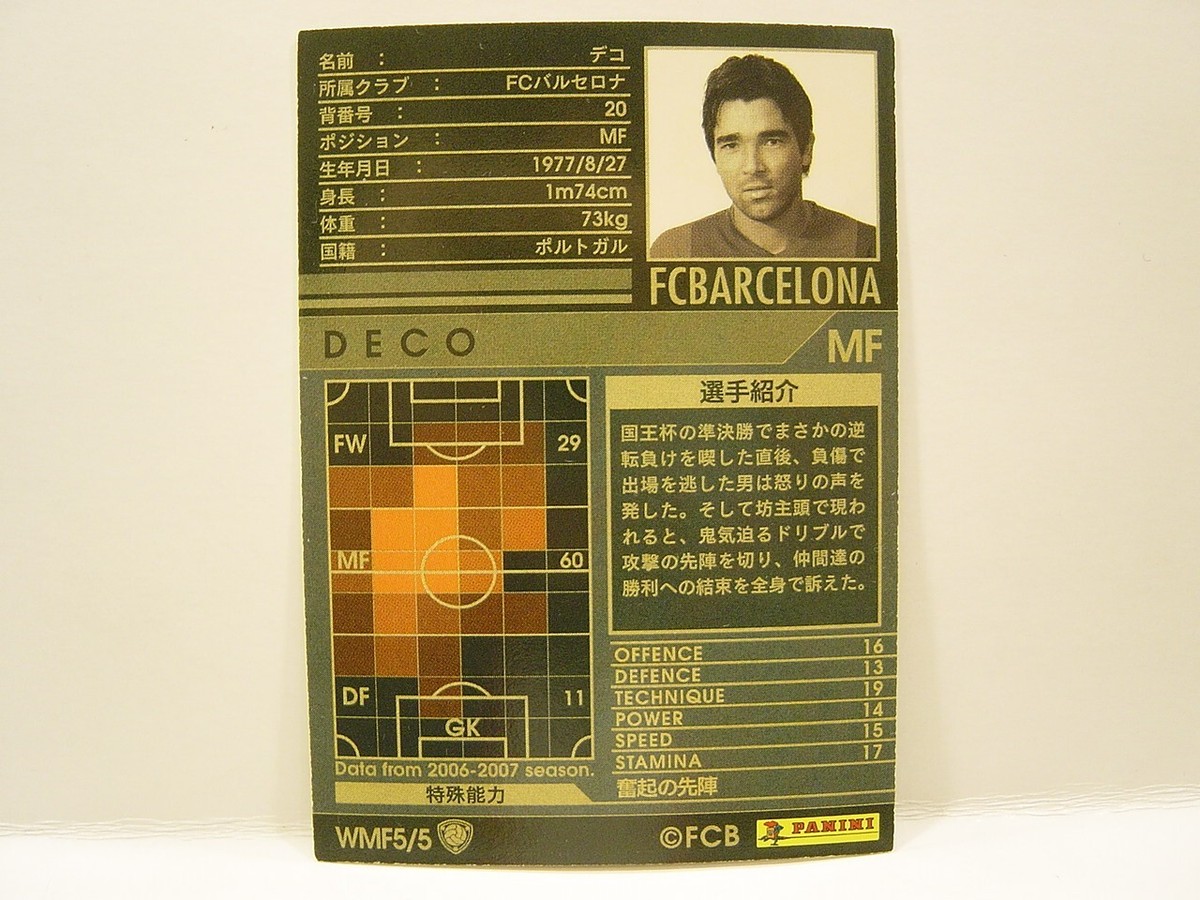 名前 : デコ
所属クラブ : FCバルセロナ
背番号 : 20
ポジション : MF
生年月日 : 1977/8/27
身長 : 1m74cm
体重 : 73kg
国籍 : ポルトガル
FCBARCELONA
DECO
MF
FW 29
MF 60
DF 11
GK
Data from 2006-2007 season.
選手紹介
国王杯の準決勝でまさかの逆
転負けを喫した直後、負傷で
出場を逃した男は怒りの声を
発した。そして坊主頭で現わ
れると、鬼気迫るドリブルで
攻撃の先陣を切り、仲間達の
勝利への結束を全身で訴えた。
OFFENCE 16
DEFENCE 13
TECHNIQUE 19
POWER 14
SPEED 15
STAMINA 17
特殊能力 奮起の先陣
WMF5/5
©FCB
PANINI